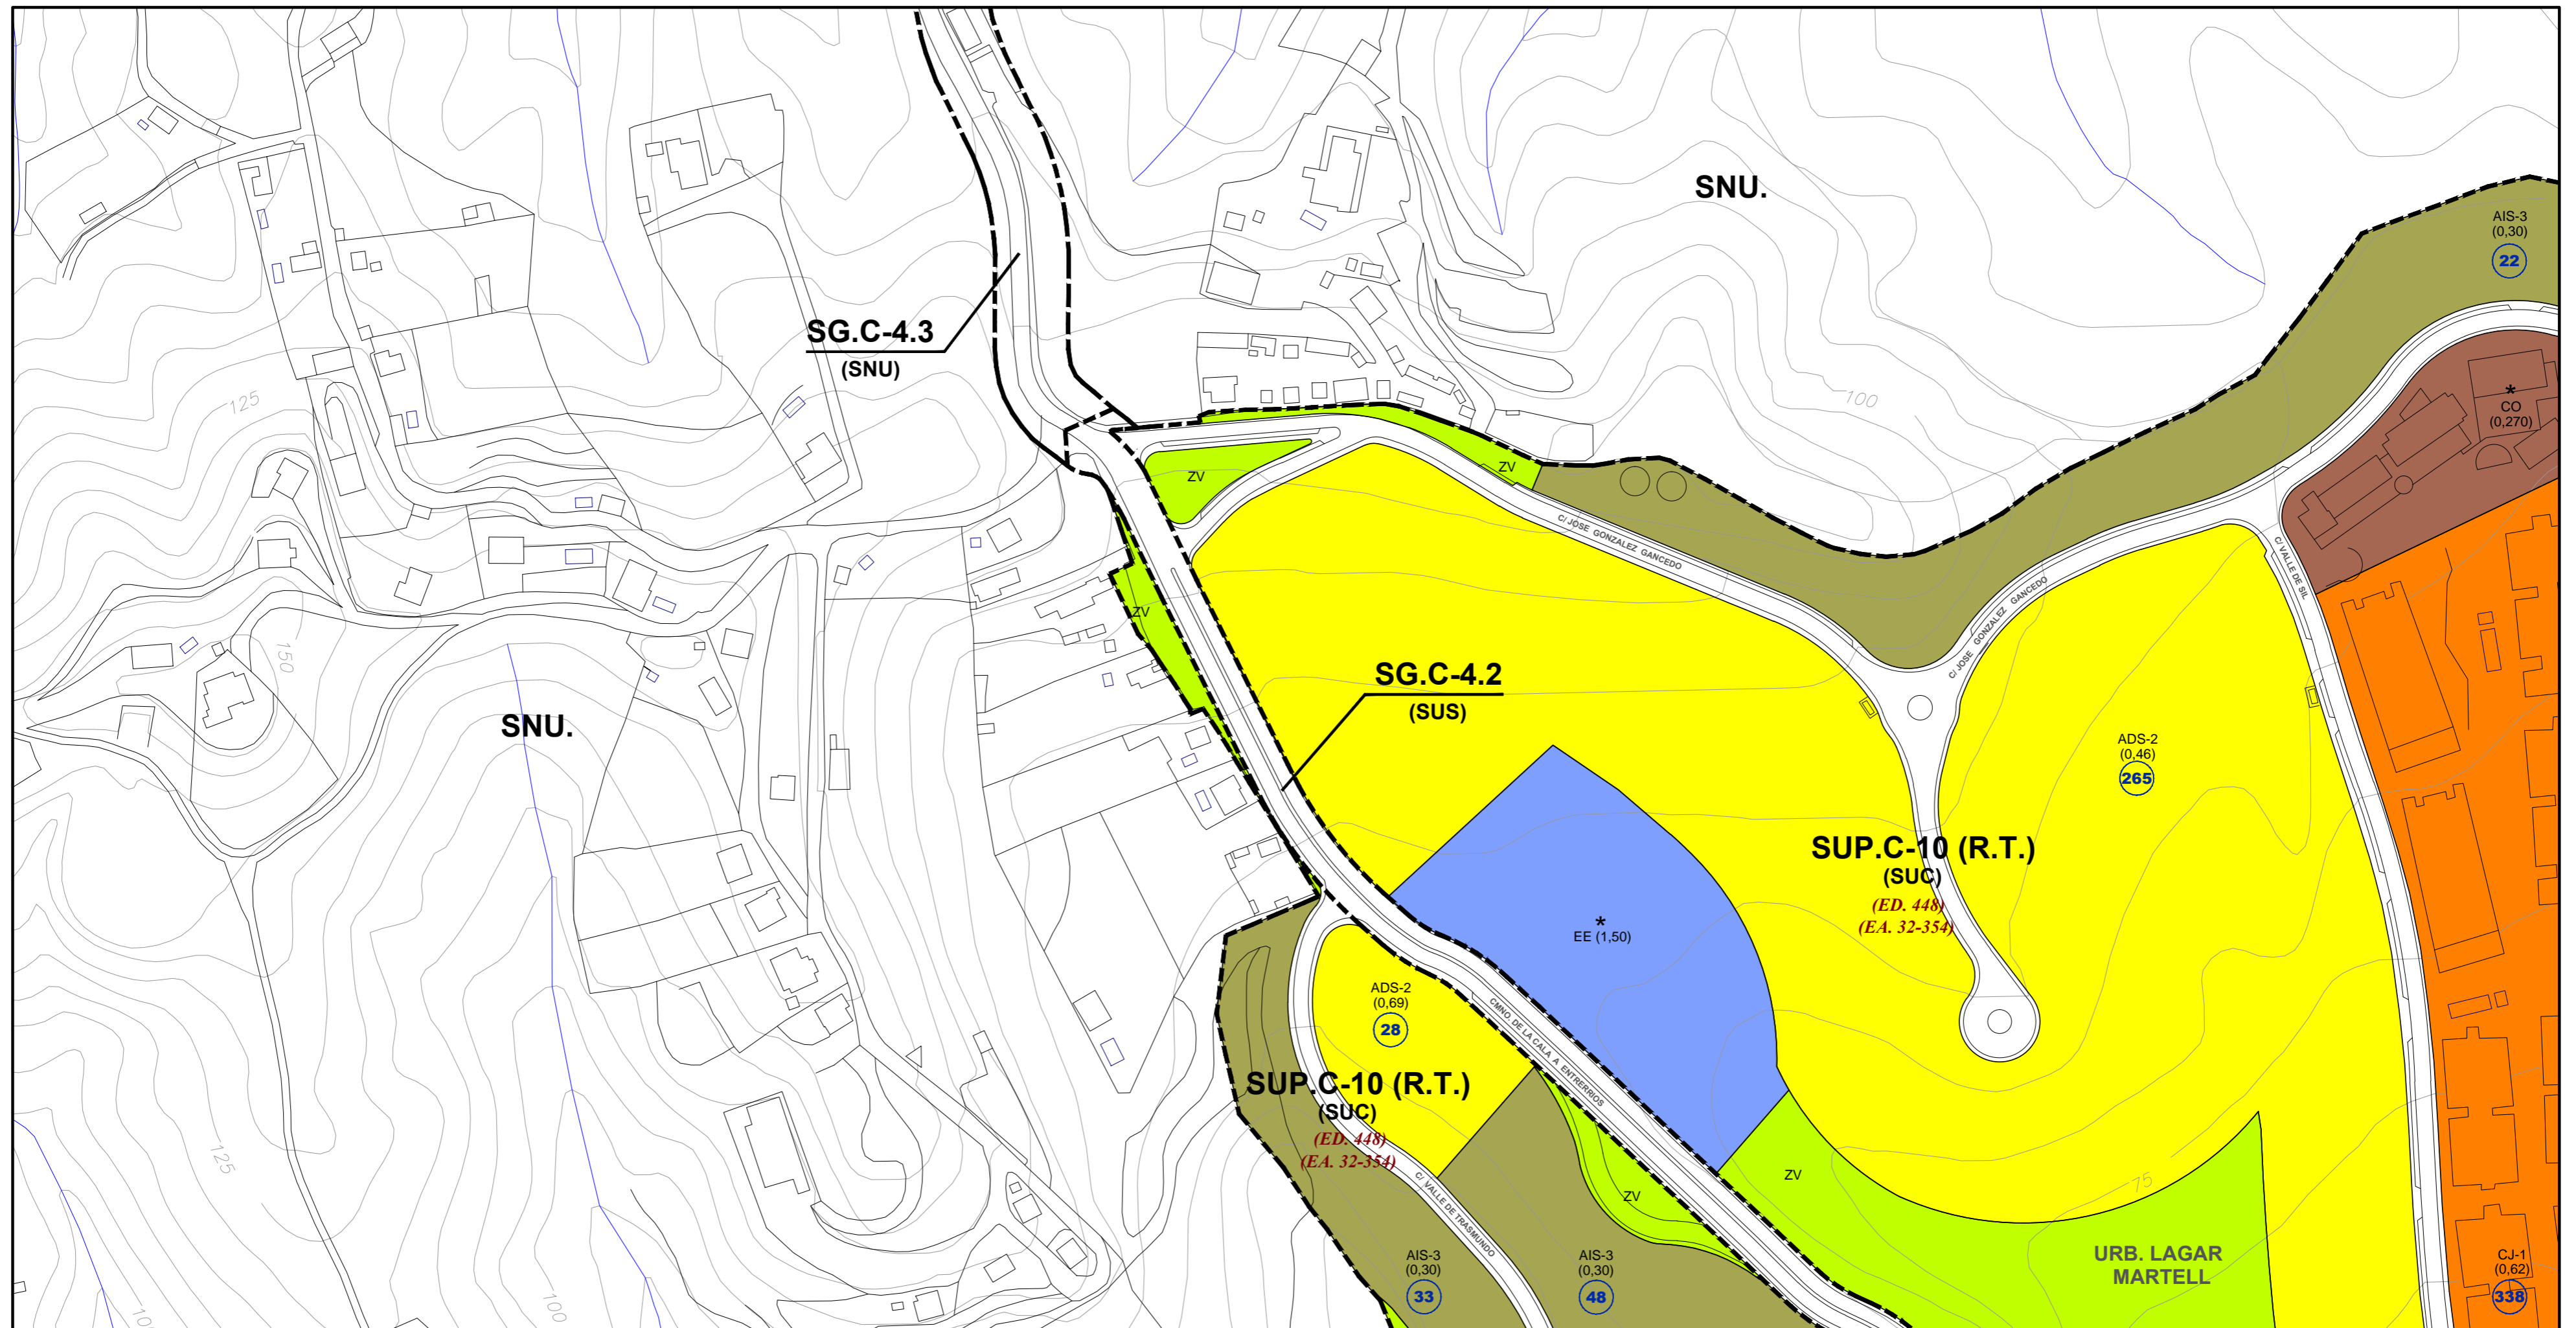 SNU.
AIS-3
(0,30)
22
SG.C-4.3
(SNU)
125
100
*
CO
(0,270)
ZV
ZV
C/ JOSE GONZALEZ GANCEDO
C/ VALLE DE SIL
C/ JOSE GONZALEZ GANCEDO
ZV
150
SG.C-4.2
(SUS)
SNU.
ADS-2
(0,46)
265
SUP.C-10 (R.T.)
(SUC)
(ED. 448)
(EA. 32-354)
*
EE (1,50)
ADS-2
(0,69)
28
CMNO. DE LA CALA A ENTRERRIOS
SUP.C-10 (R.T.)
(SUC)
(ED. 448)
(EA. 32-354)
125
ZV
75
ZV
C/ VALLE DE TRASMUNDO
AIS-3
(0,30)
33
AIS-3
(0,30)
48
URB. LAGAR
MARTELL
CJ-1
(0,62)
338
100